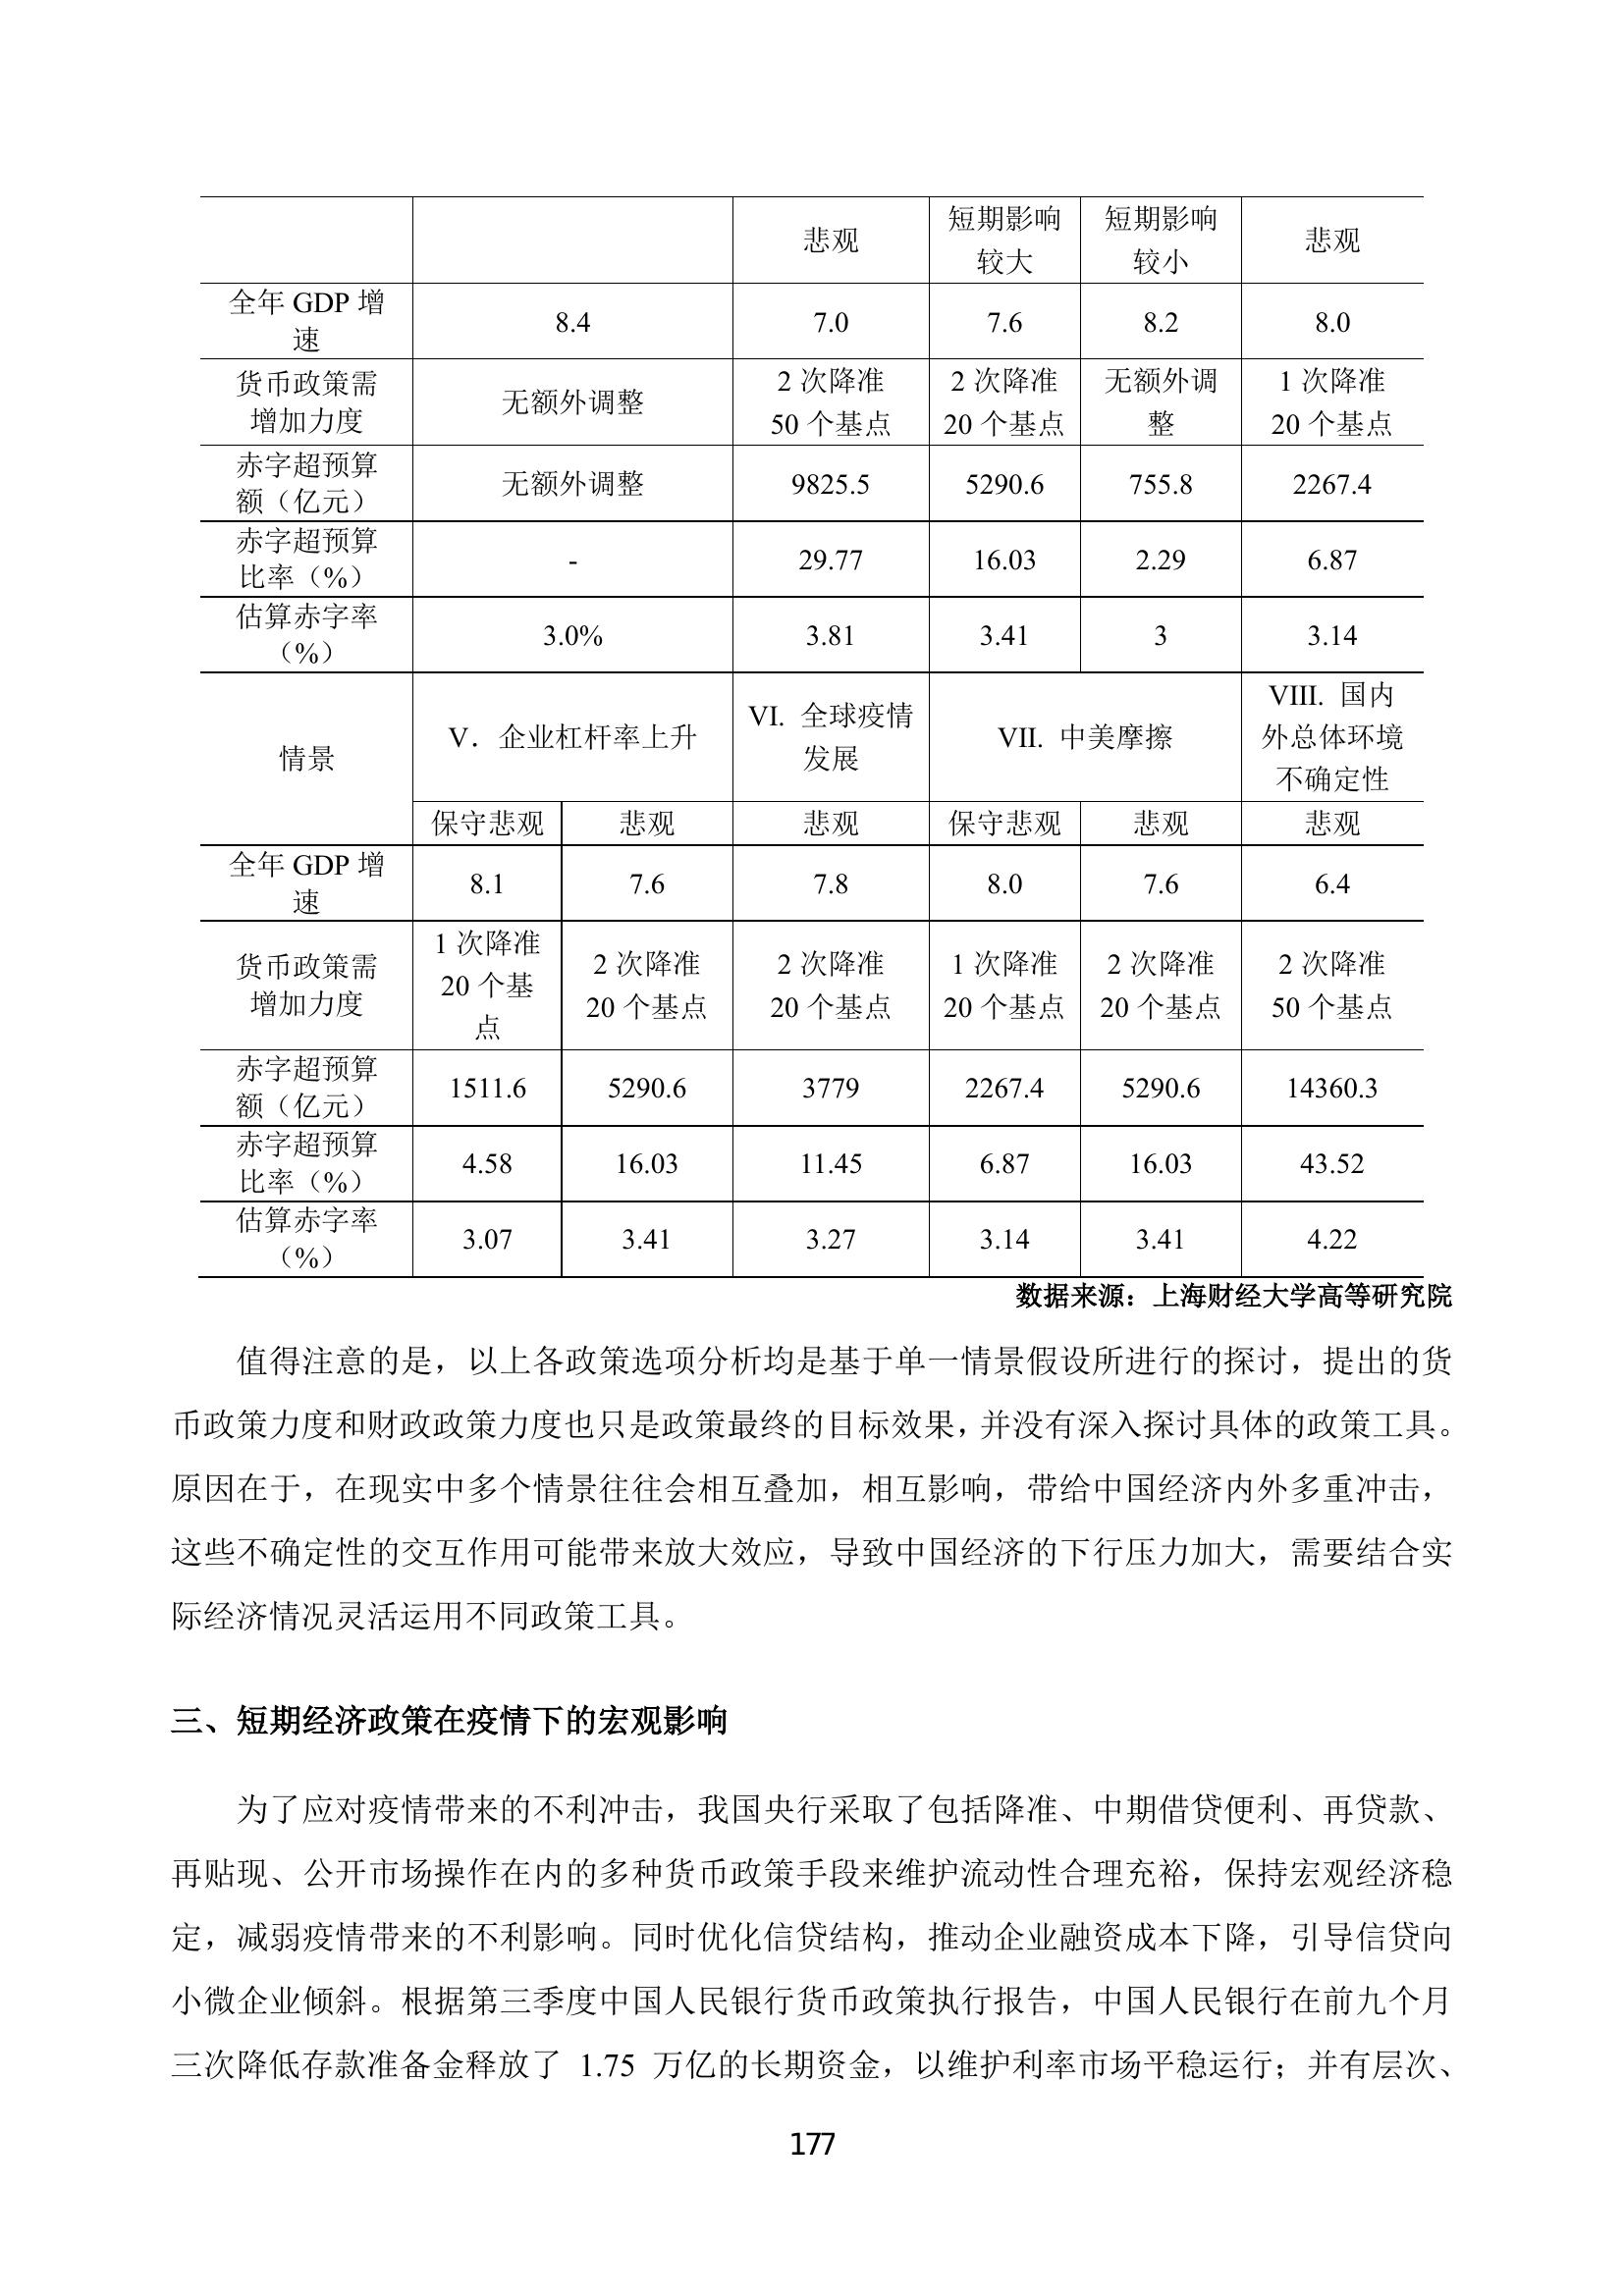 悲观 短期影响 短期影响 悲观
较大 较小
全年 GDP 增
速 8.4 7.0 7.6 8.2 8.0
货币政策需 无额外调整 2 次降准 2 次降准 无额外调 1 次降准
增加力度 50 个基点 20 个基点 整 20 个基点
赤字超预算
额（亿元） 无额外调整 9825.5 5290.6 755.8 2267.4
赤字超预算
比率（%） - 29.77 16.03 2.29 6.87
估算赤字率
（%） 3.0% 3.81 3.41 3 3.14
情景 V．企业杠杆率上升 VI. 全球疫情 VII. 中美摩擦 VIII. 国内
发展 外总体环境
不确定性
保守悲观 悲观 悲观 保守悲观 悲观 悲观
全年 GDP 增
速 8.1 7.6 7.8 8.0 7.6 6.4
货币政策需 1 次降准 2 次降准 2 次降准 1 次降准 2 次降准 2 次降准
增加力度 20 个基 20 个基点 20 个基点 20 个基点 20 个基点 50 个基点
点
赤字超预算
额（亿元） 1511.6 5290.6 3779 2267.4 5290.6 14360.3
赤字超预算
比率（%） 4.58 16.03 11.45 6.87 16.03 43.52
估算赤字率
（%） 3.07 3.41 3.27 3.14 3.41 4.22
数据来源：上海财经大学高等研究院
值得注意的是，以上各政策选项分析均是基于单一情景假设所进行的探讨，提出的货
币政策力度和财政政策力度也只是政策最终的目标效果，并没有深入探讨具体的政策工具。
原因在于，在现实中多个情景往往会相互叠加，相互影响，带给中国经济内外多重冲击，
这些不确定性的交互作用可能带来放大效应，导致中国经济的下行压力加大，需要结合实
际经济情况灵活运用不同政策工具。
三、短期经济政策在疫情下的宏观影响
为了应对疫情带来的不利冲击，我国央行采取了包括降准、中期借贷便利、再贷款、
再贴现、公开市场操作在内的多种货币政策手段来维护流动性合理充裕，保持宏观经济稳
定，减弱疫情带来的不利影响。同时优化信贷结构，推动企业融资成本下降，引导信贷向
小微企业倾斜。根据第三季度中国人民银行货币政策执行报告，中国人民银行在前九个月
三次降低存款准备金释放了 1.75 万亿的长期资金，以维护利率市场平稳运行；并有层次、
177